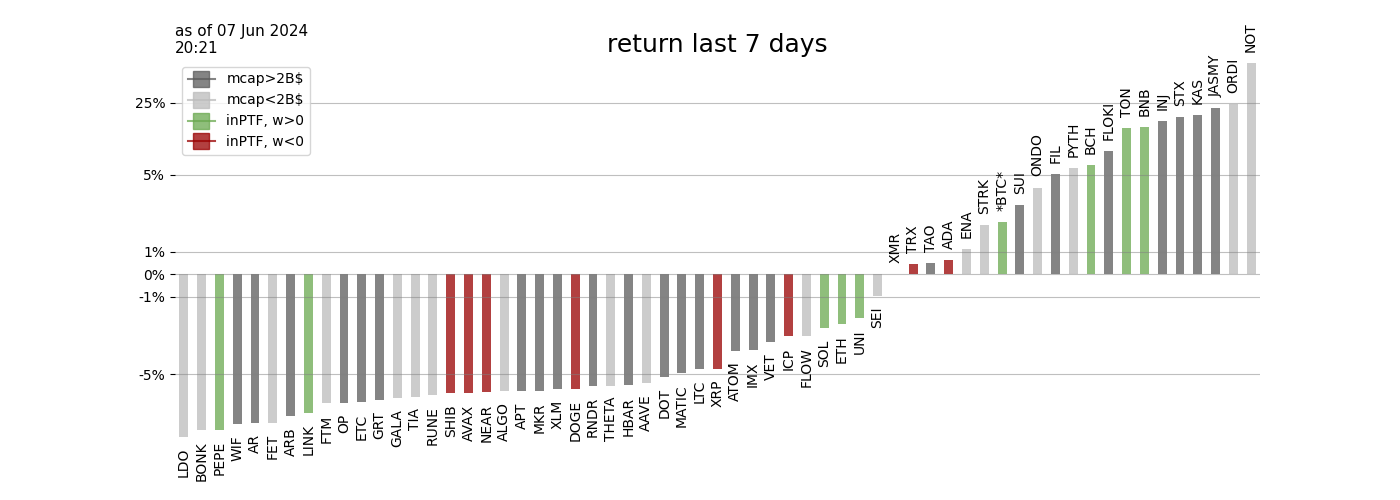 as of 07 Jun 2024
20:21
return last 7 days
mcap>2B$
mcap<2B$
inPTF, w>0
inPTF, w<0
25%
5%
1%
0%
-1%
-5%
LDO
BONK
PEPE
WIF
AR
FET
ARB
LINK
FTM
OP
ETC
GRT
GALA
TIA
RUNE
SHIB
AVAX
NEAR
ALGO
APT
MKR
XLM
DOGE
RNDR
THETA
HBAR
AAVE
DOT
MATIC
LTC
XRP
ATOM
IMX
VET
ICP
FLOW
SOL
ETH
UNI
SEI
XMR
TRX
TAO
ADA
ENA
STRK
*BTC*
SUI
ONDO
FIL
PYTH
BCH
FLOKI
TON
BNB
INJ
STX
KAS
JASMY
ORDI
NOT